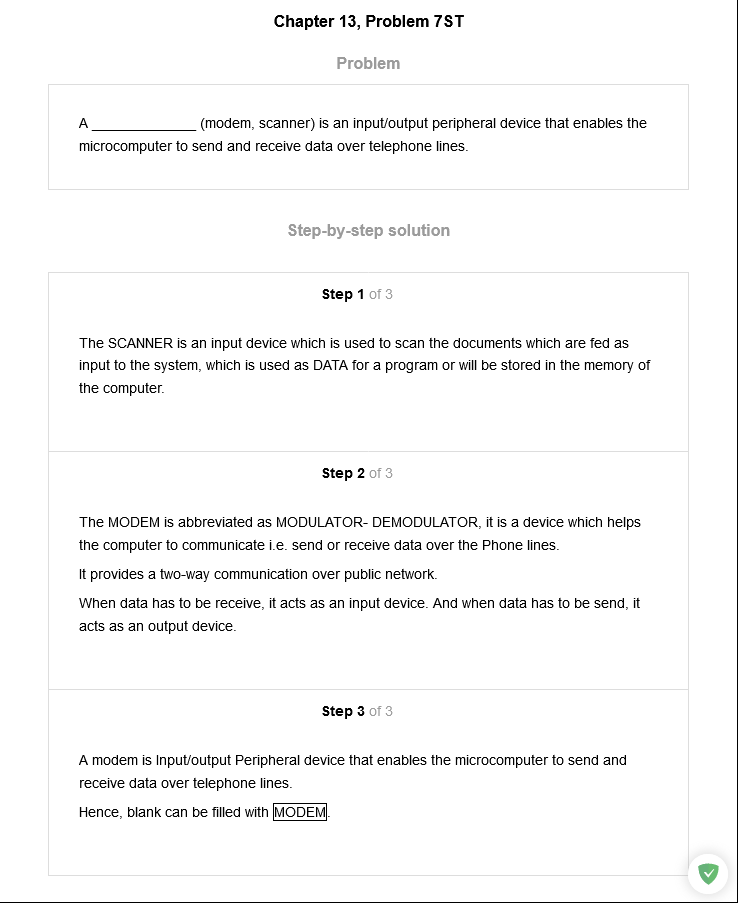 Chapter 13, Problem 7ST
Problem
A _____________ (modem, scanner) is an input/output peripheral device that enables the
microcomputer to send and receive data over telephone lines.
Step-by-step solution
Step 1 of 3
The SCANNER is an input device which is used to scan the documents which are fed as
input to the system, which is used as DATA for a program or will be stored in the memory of
the computer.
Step 2 of 3
The MODEM is abbreviated as MODULATOR- DEMODULATOR, it is a device which helps
the computer to communicate i.e. send or receive data over the Phone lines.
It provides a two-way communication over public network.
When data has to be receive, it acts as an input device. And when data has to be send, it
acts as an output device.
Step 3 of 3
A modem is Input/output Peripheral device that enables the microcomputer to send and
receive data over telephone lines.
Hence, blank can be filled with MODEM.